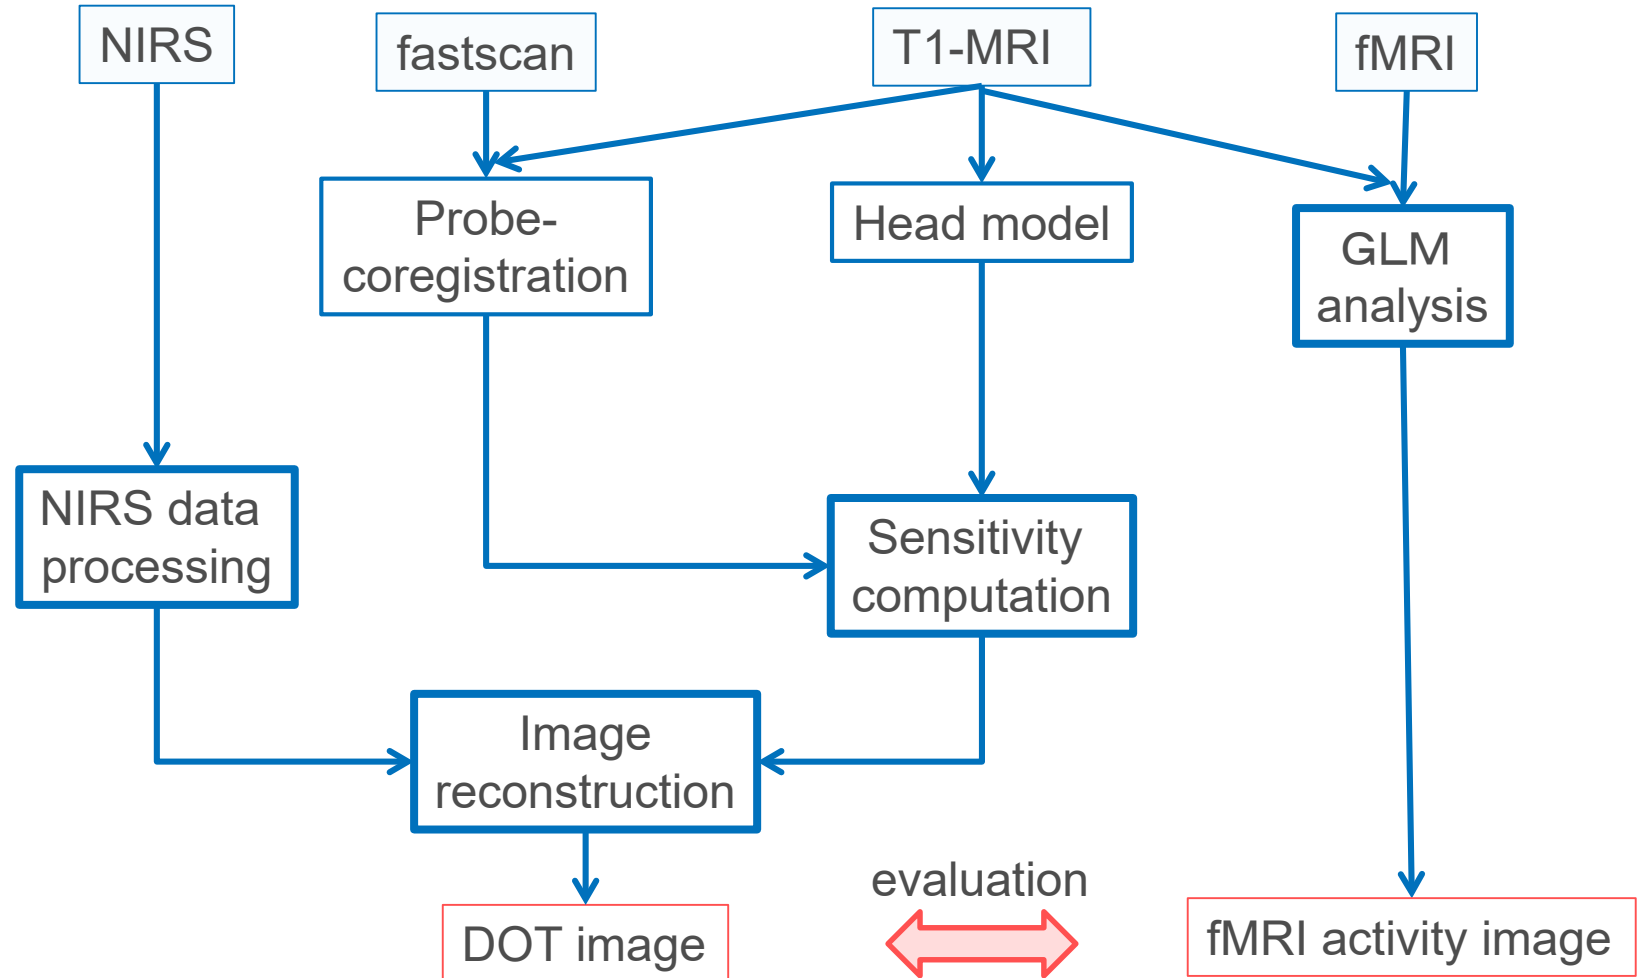 NIRS
fastscan
T1-MRI
fMRI
Probe-
coregistration
Head model
GLM
analysis
NIRS data
processing
Sensitivity
computation
Image
reconstruction
evaluation
DOT image
fMRI activity image